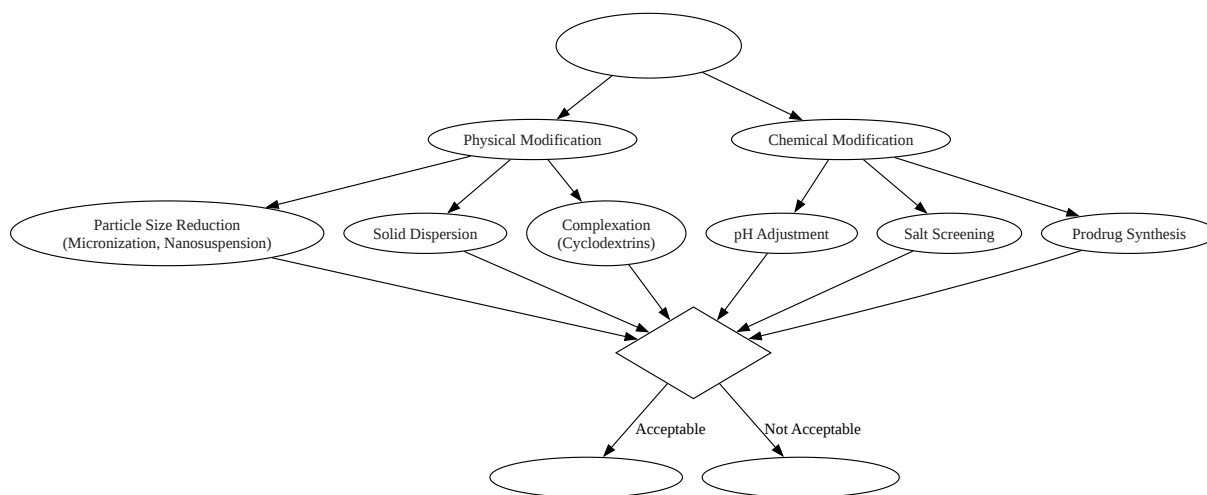 Physical Modification
Chemical Modification
Particle Size Reduction
(Micronization, Nanosuspension)
Solid Dispersion
Complexation
(Cyclodextrins)
pH Adjustment
Salt Screening
Prodrug Synthesis
Acceptable
Not Acceptable